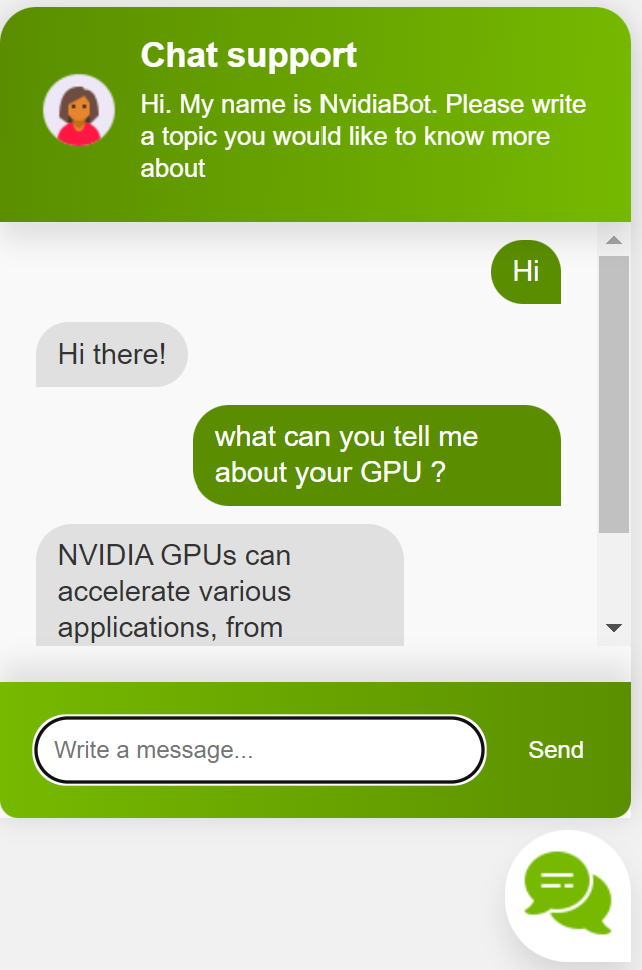 Chat support
Hi. My name is NvidiaBot. Please write
a topic you would like to know more
about
Hi
Hi there!
what can you tell me
about your GPU ?
NVIDIA GPUs can
accelerate various
applications, from
Write a message...
Send